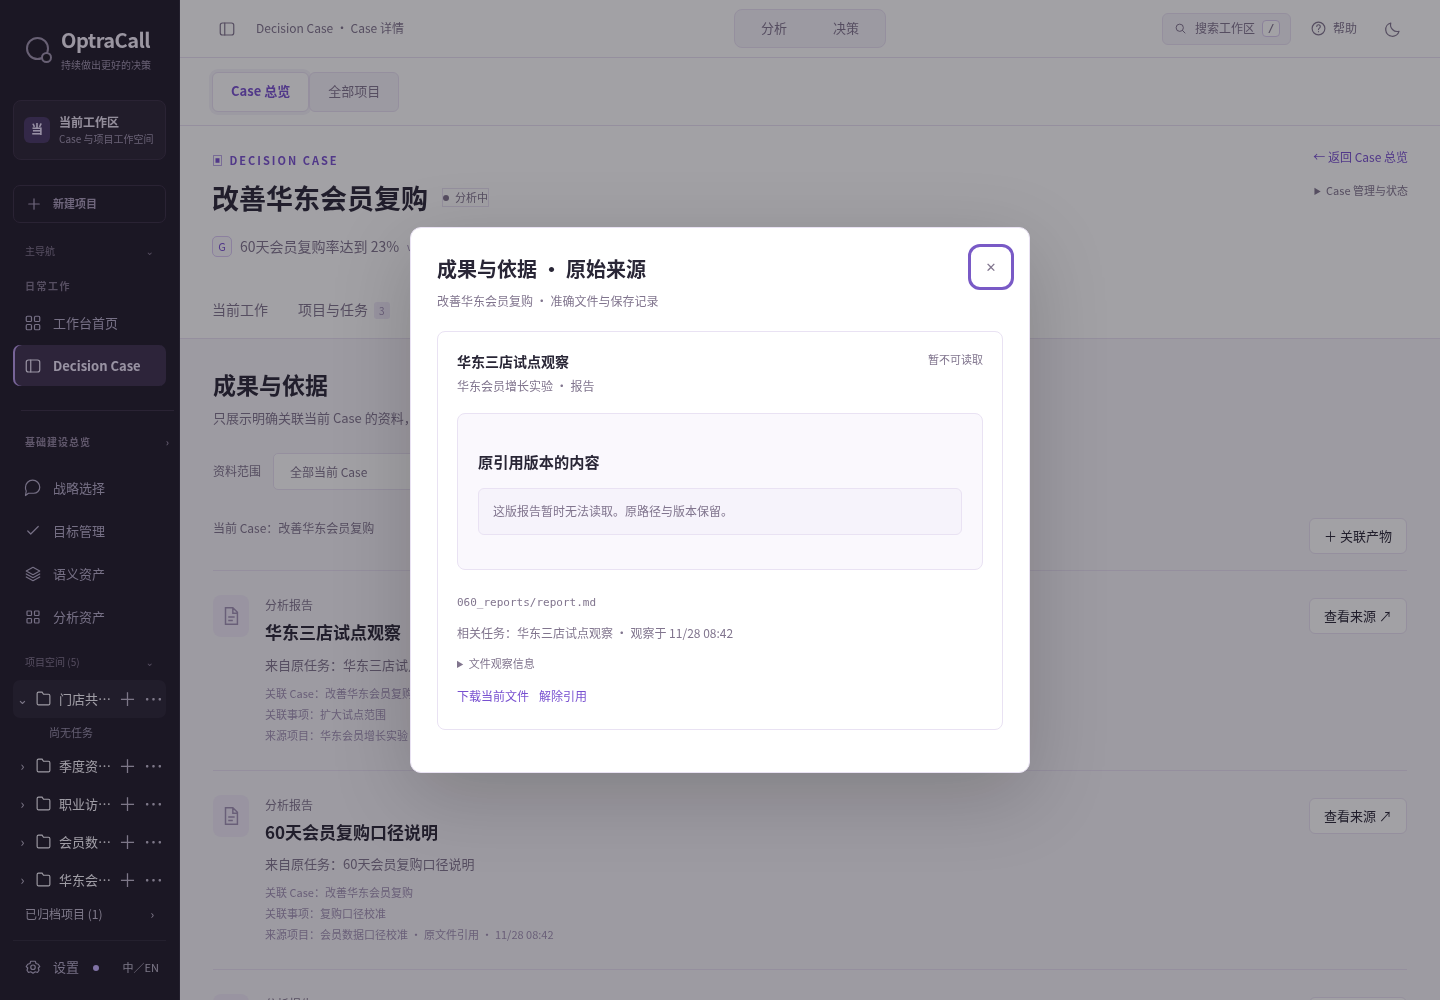 OptraCall
持续做出更好的决策
当
当前工作区
Case 与项目工作空间
新建项目
主导航
日常工作
工作台首页
Decision Case
基础建设总览
战略选择
目标管理
语义资产
分析资产
项目空间 (5)
门店共…
尚无任务
季度资…
职业访…
会员数…
华东会…
已归档项目 (1)
设置
中／EN
Decision Case · Case 详情
分析
决策
搜索工作区 /
帮助
Case 总览
全部项目
DECISION CASE
改善华东会员复购
分析中
← 返回 Case 总览
▶ Case 管理与状态
G 60天会员复购率达到 23%
当前工作
项目与任务 3
成果与依据
只展示明确关联当前 Case 的资料，
资料范围
全部当前 Case
当前 Case：改善华东会员复购
＋ 关联产物
分析报告
华东三店试点观察
来自原任务：华东三店试
关联 Case：改善华东会员复购
关联事项：扩大试点范围
来源项目：华东会员增长实验
查看来源 ↗
分析报告
60天会员复购口径说明
来自原任务：60天会员复购口径说明
关联 Case：改善华东会员复购
关联事项：复购口径校准
来源项目：会员数据口径校准 · 原文件引用 · 11/28 08:42
查看来源 ↗
成果与依据 · 原始来源
×
改善华东会员复购 · 准确文件与保存记录
华东三店试点观察
暂不可读取
华东会员增长实验 · 报告
原引用版本的内容
这版报告暂时无法读取。原路径与版本保留。
060_reports/report.md
相关任务：华东三店试点观察 · 观察于 11/28 08:42
▶ 文件观察信息
下载当前文件 解除引用